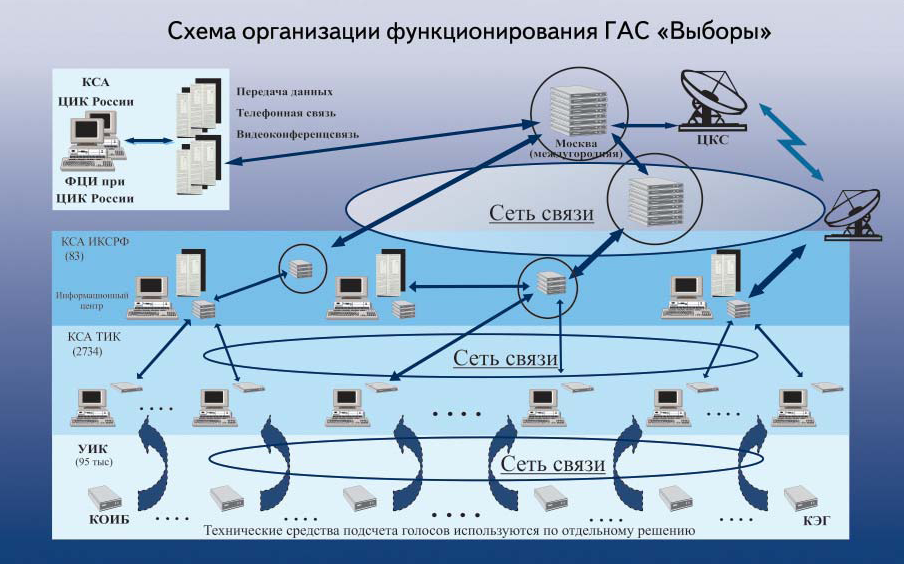 Схема организации функционирования ГАС «Выборы»
КСА
ЦИК России
ФЦИ при
ЦИК России
Передача данных
Телефонная связь
Видеоконференцсвязь
Москва
(междугородняя)
ЦКС
Сеть связи
КСА ИКСРФ
(83)
Информационный
центр
КСА ТИК
(2734)
Сеть связи
УИК
(95 тыс)
Сеть связи
КОИБ
КЭГ
Технические средства подсчета голосов используются по отдельному решению